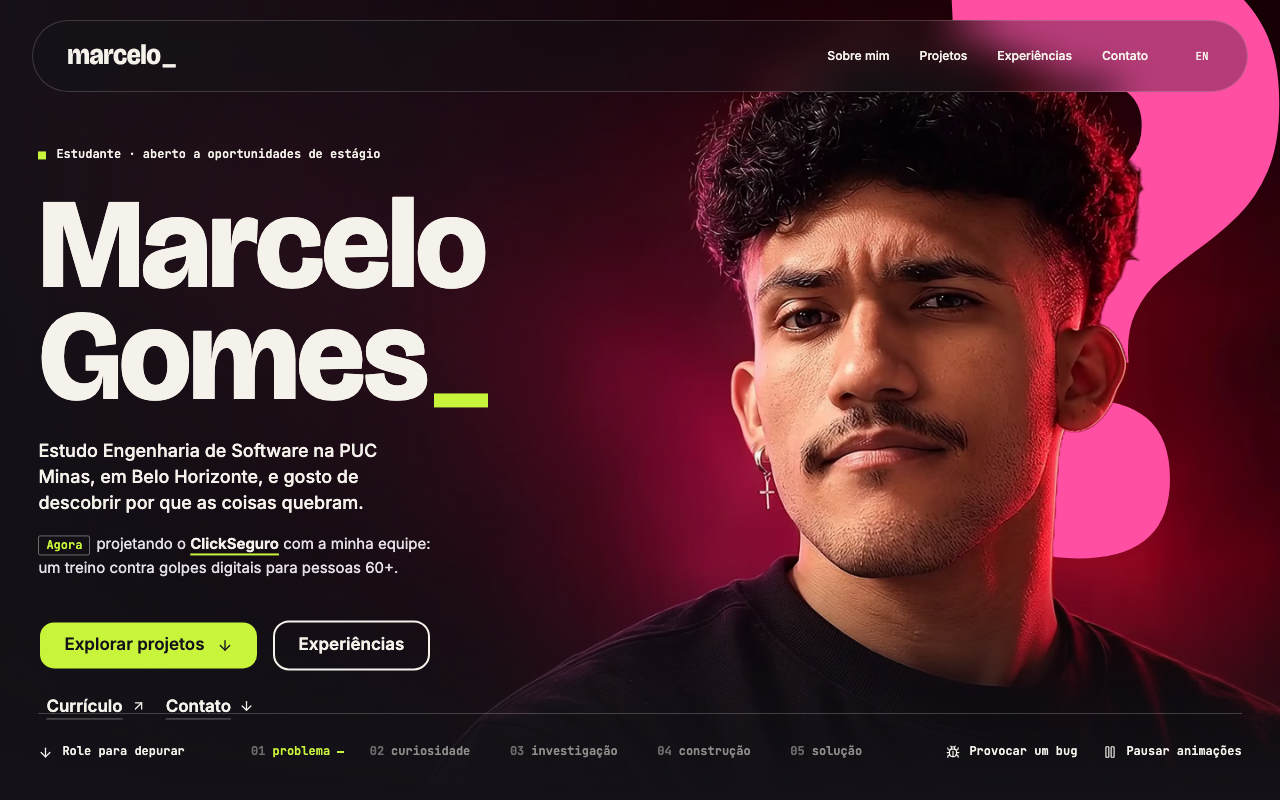 marcelo_
Sobre mim
Projetos
Experiências
Contato
EN
Estudante · aberto a oportunidades de estágio
Marcelo
Gomes_
Estudo Engenharia de Software na PUC
Minas, em Belo Horizonte, e gosto de
descobrir por que as coisas quebram.
Agora projetando o ClickSeguro com a minha equipe:
um treino contra golpes digitais para pessoas 60+.
Explorar projetos ↓
Experiências
Currículo ↗
Contato ↓
↓ Role para depurar
01 problema —
02 curiosidade
03 investigação
04 construção
05 solução
Provocar um bug
Pausar animações